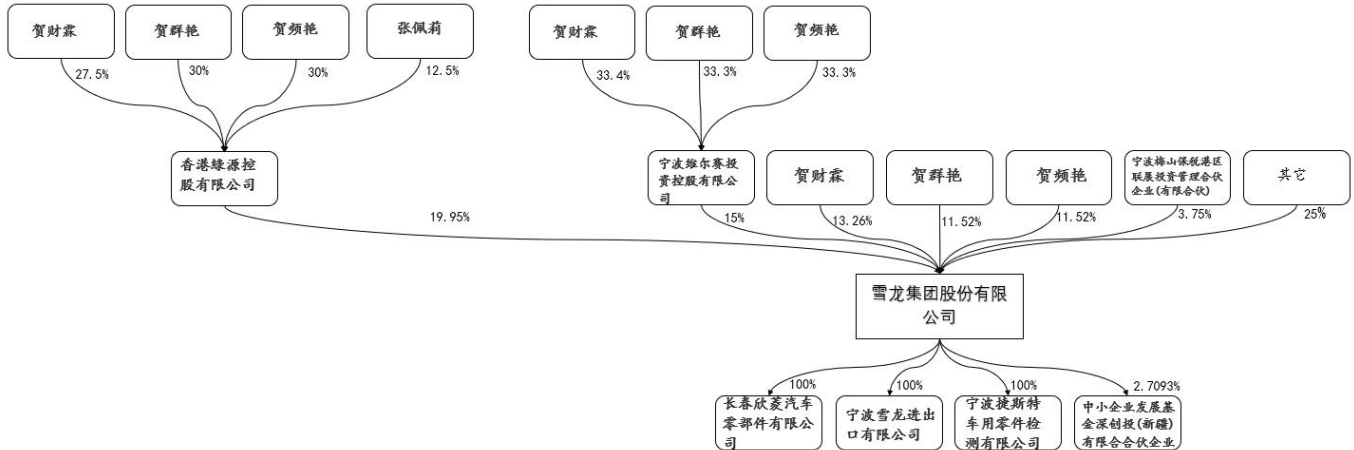 贺财霖
贺群艳
贺频艳
张佩莉
贺财霖
贺群艳
贺频艳
27.5%
30%
30%
12.5%
33.4%
33.3%
33.3%
香港绿源控
股有限公司
宁波维尔赛投
资控股有限公
司
贺财霖
贺群艳
贺频艳
宁波梅山保税港区
联展投资管理合伙
企业(有限合伙)
其它
19.95%
15%
13.26%
11.52%
11.52%
3.75%
25%
雪龙集团股份有限
公司
100%
100%
100%
2.7093%
长春欣菱汽车
零部件有限公
司
宁波雪龙进出
口有限公司
宁波捷斯特
车用零件检
测有限公司
中小企业发展基
金深创投(新疆)
有限合合伙企业